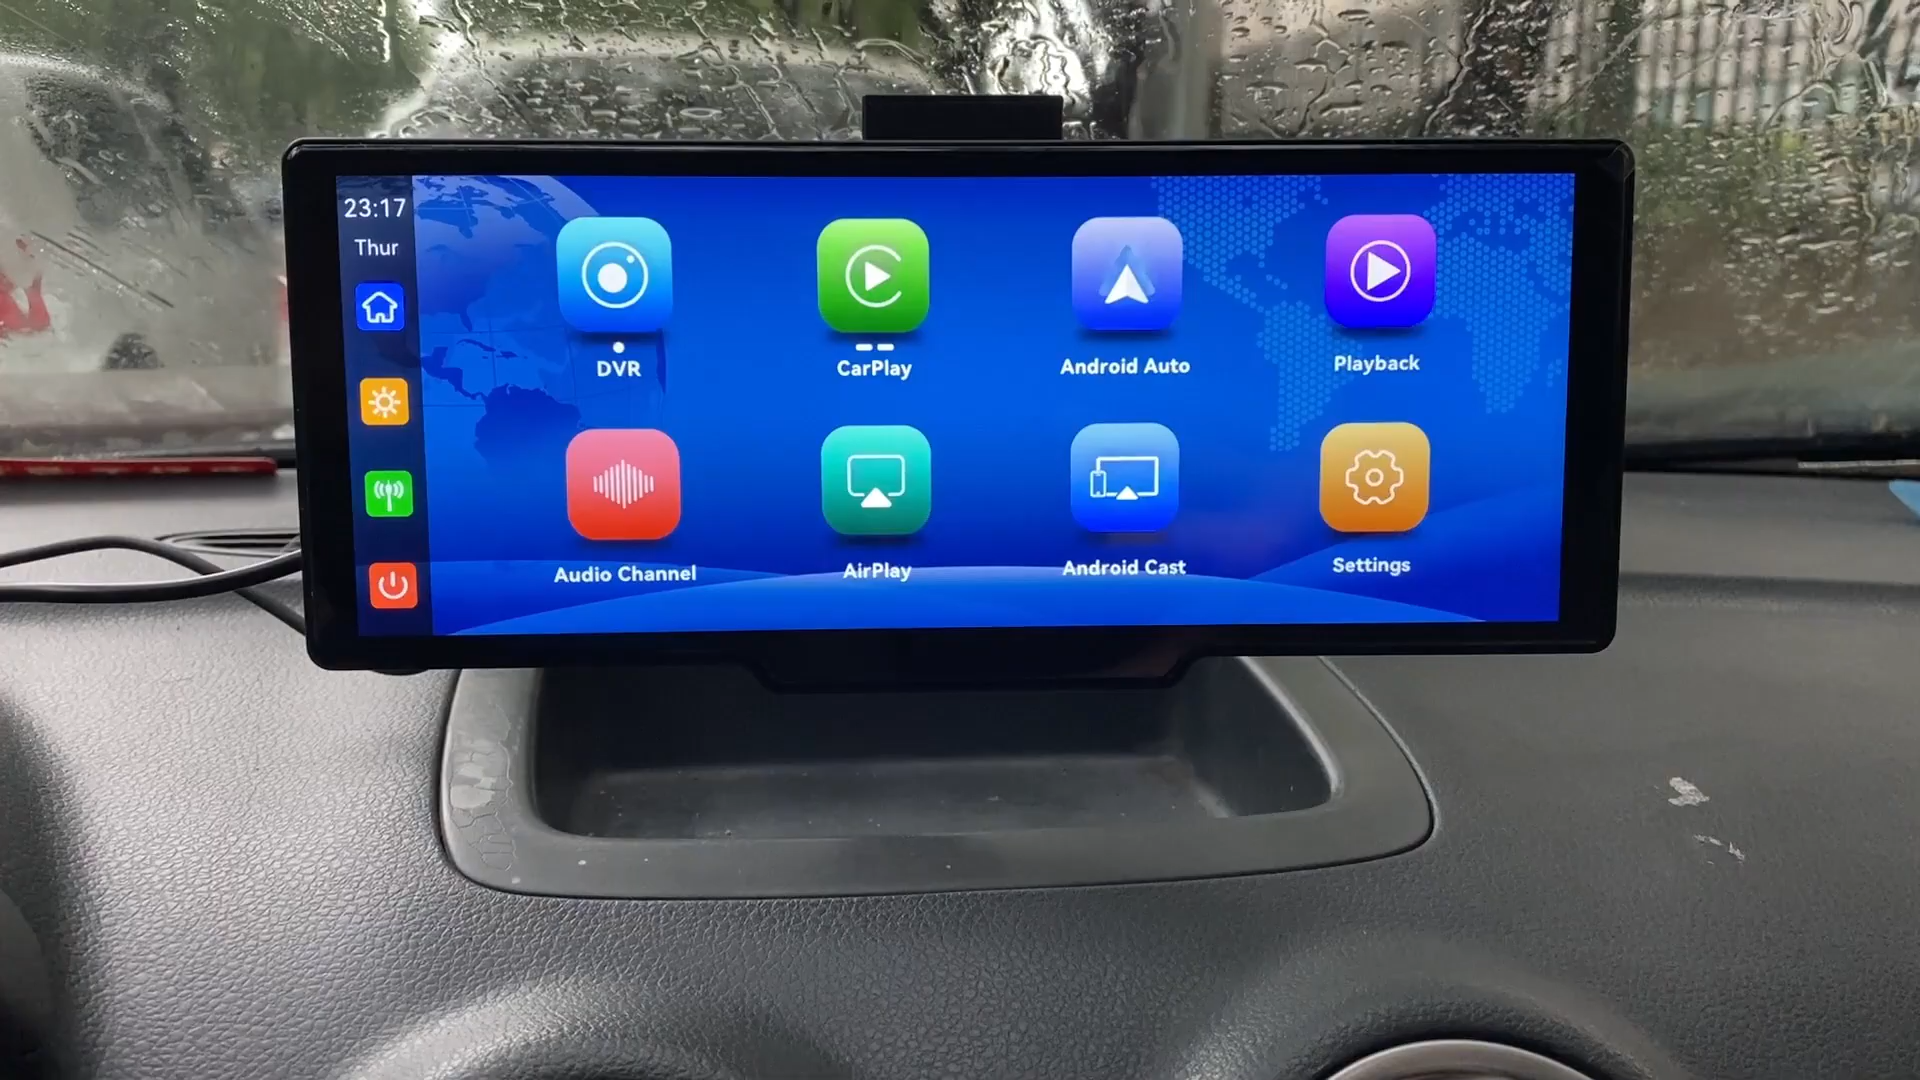 23:17
Thur
DVR
CarPlay
Android Auto
Playback
Audio Channel
AirPlay
Android Cast
Settings